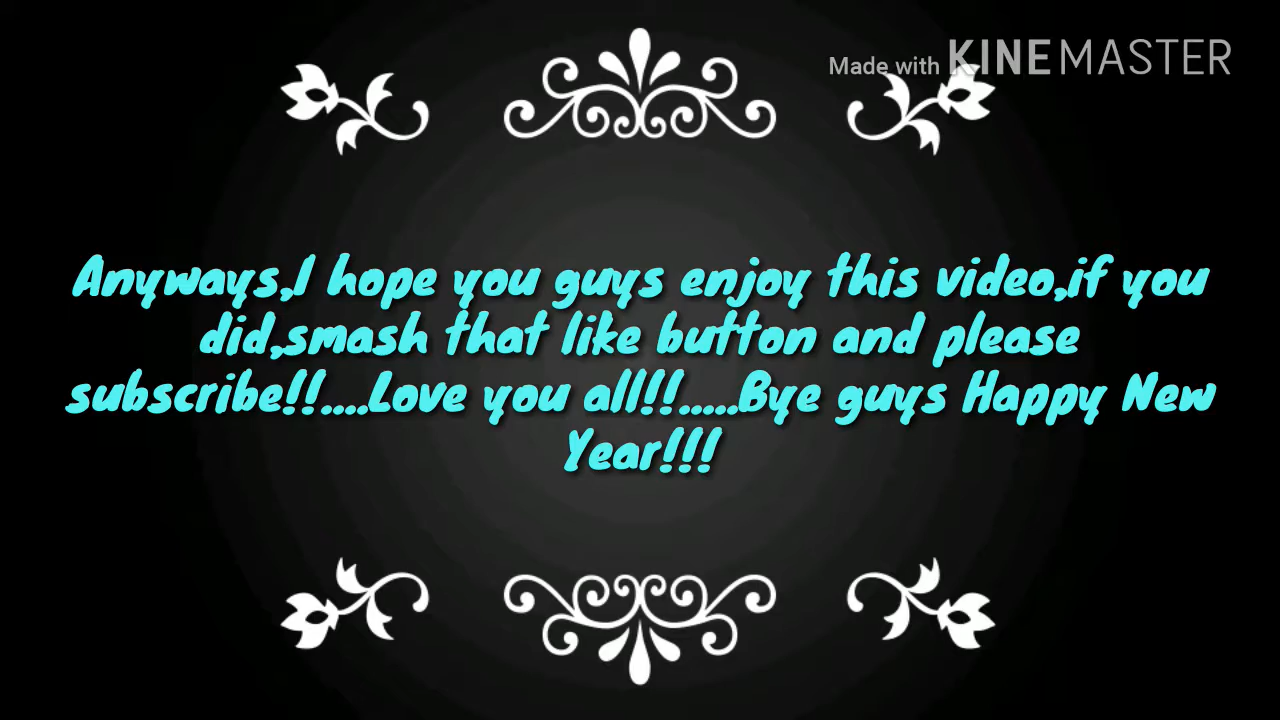 Made with KINEMASTER
Anyways,I hope you guys enjoy this video,if you
did,smash that like button and please
subscribe!!....Love you all!!.....Bye guys Happy New
Year!!!